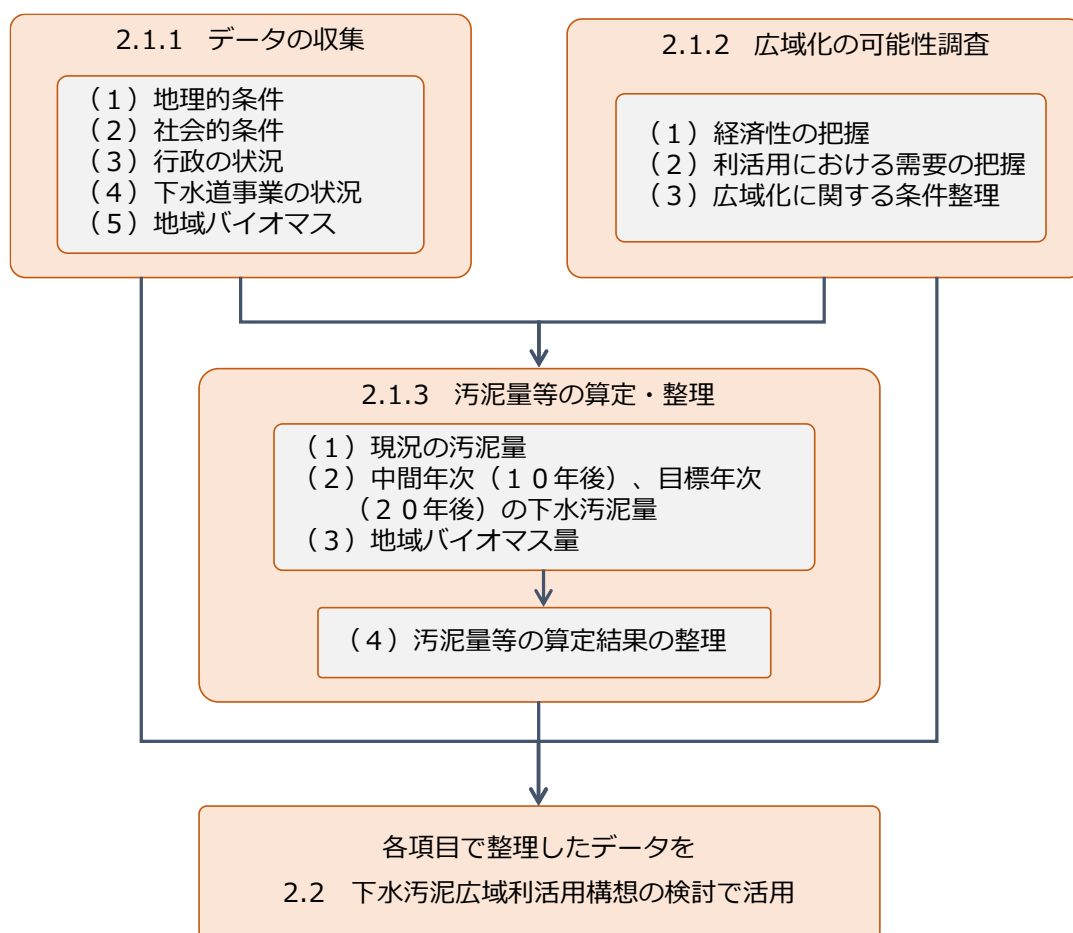 2.1.1 データの収集
（１）地理的条件
（２）社会的条件
（３）行政の状況
（４）下水道事業の状況
（５）地域バイオマス
2.1.2 広域化の可能性調査
（１）経済性の把握
（２）利活用における需要の把握
（３）広域化に関する条件整理
2.1.3 汚泥量等の算定・整理
（１）現況の汚泥量
（２）中間年次（１０年後）、目標年次
（２０年後）の下水汚泥量
（３）地域バイオマス量
（４）汚泥量等の算定結果の整理
各項目で整理したデータを
2.2 下水汚泥広域利活用構想の検討で活用